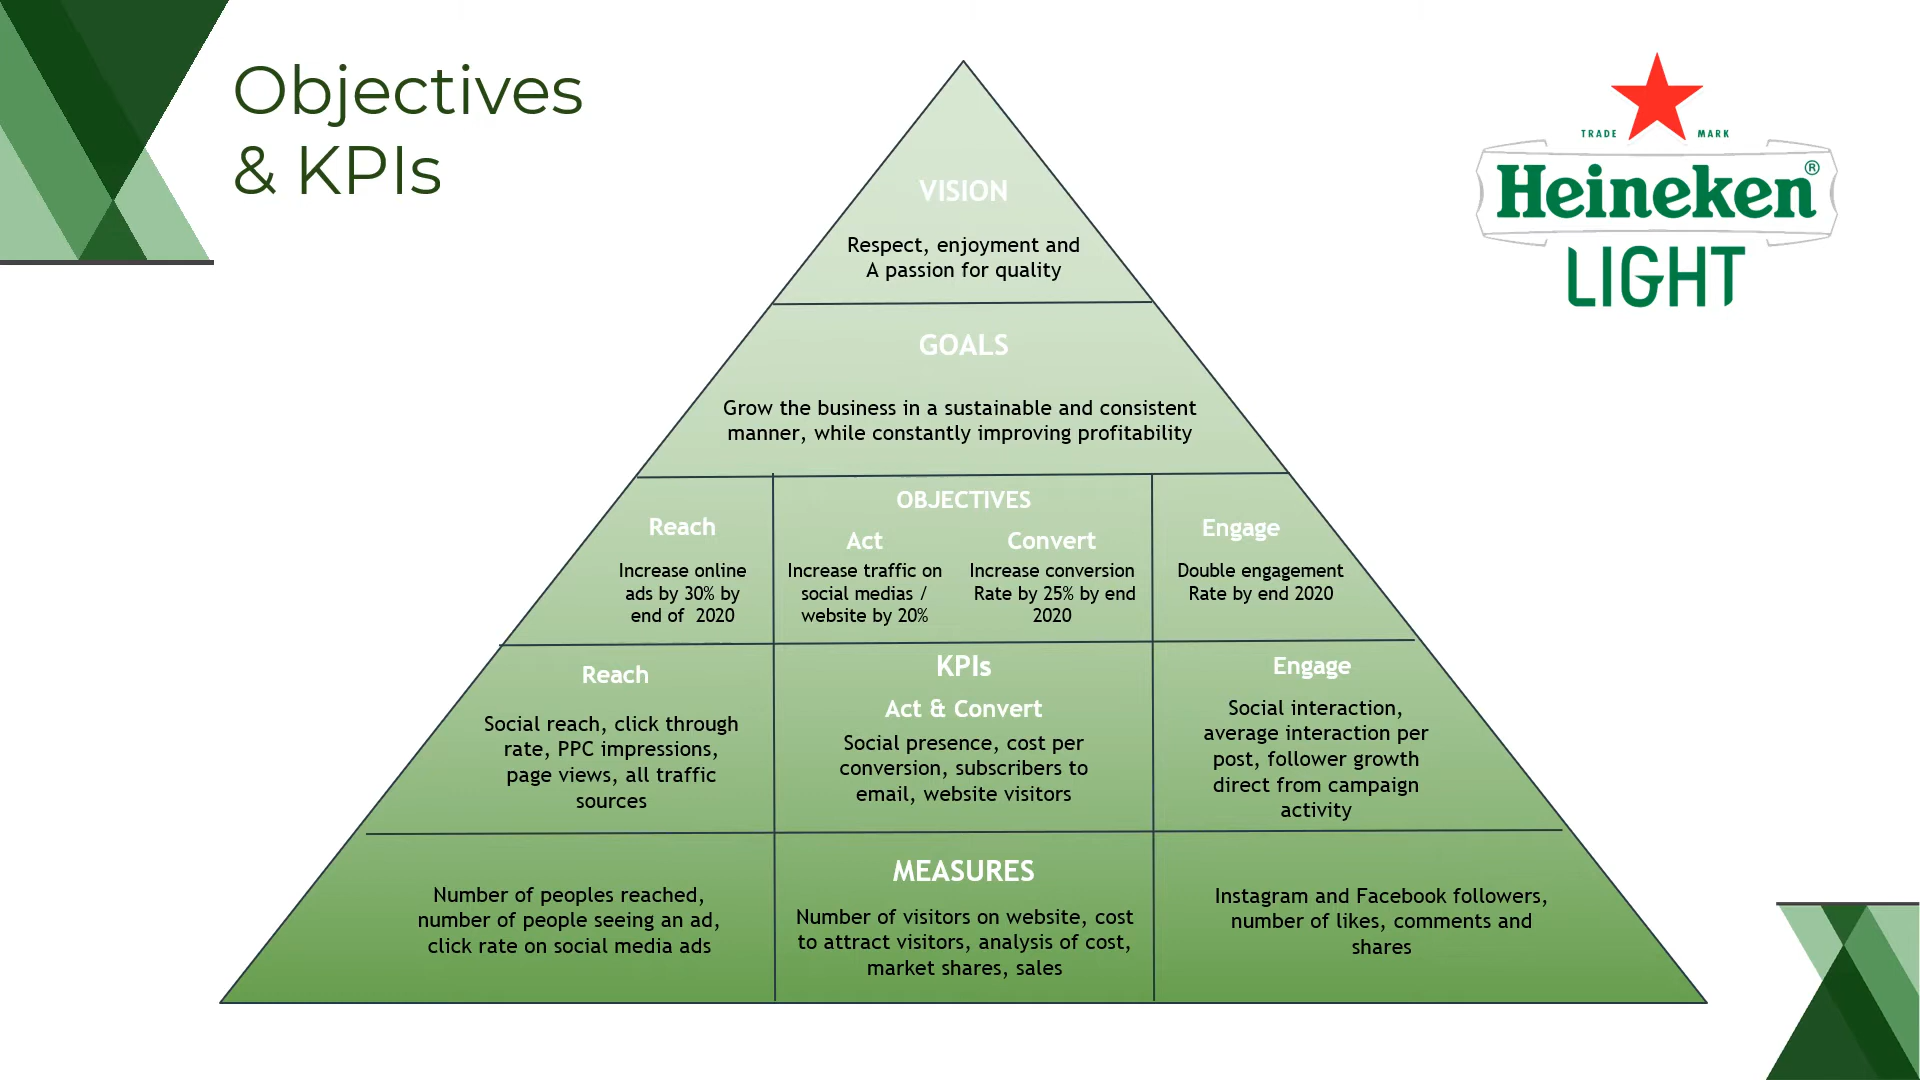 Objectives
& KPIs
TRADE MARK
Heineken®
LIGHT
VISION
Respect, enjoyment and
A passion for quality
GOALS
Grow the business in a sustainable and consistent
manner, while constantly improving profitability
OBJECTIVES
Reach
Increase online
ads by 30% by
end of 2020
Act
Increase traffic on
social medias /
website by 20%
Convert
Increase conversion
Rate by 25% by end
2020
Engage
Double engagement
Rate by end 2020
KPIs
Reach
Social reach, click through
rate, PPC impressions,
page views, all traffic
sources
Act & Convert
Social presence, cost per
conversion, subscribers to
email, website visitors
Engage
Social interaction,
average interaction per
post, follower growth
direct from campaign
activity
MEASURES
Number of peoples reached,
number of people seeing an ad,
click rate on social media ads
Number of visitors on website, cost
to attract visitors, analysis of cost,
market shares, sales
Instagram and Facebook followers,
number of likes, comments and
shares